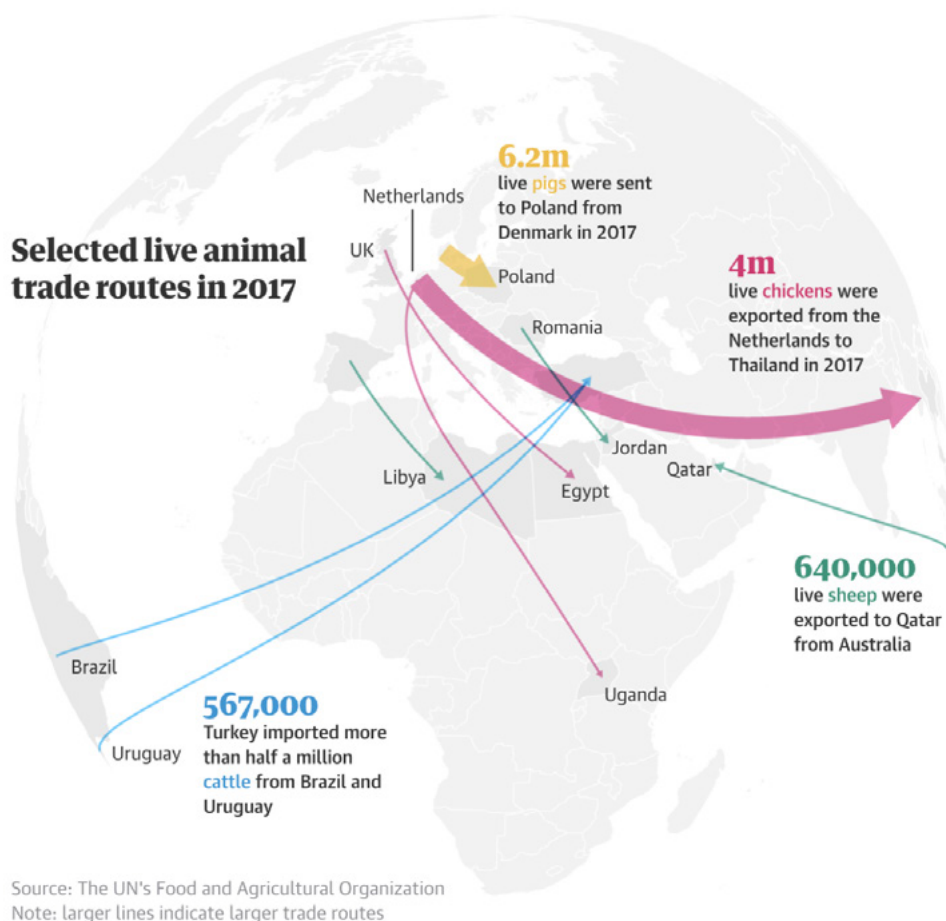 Selected live animal
trade routes in 2017
6.2m
live pigs were sent
to Poland from
Denmark in 2017
Netherlands
UK
Poland
4m
live chickens were
exported from the
Netherlands to
Thailand in 2017
Romania
Jordan
Qatar
Libya
Egypt
640,000
live sheep were
exported to Qatar
from Australia
Brazil
Uganda
567,000
Turkey imported more
than half a million
cattle from Brazil and
Uruguay
Uruguay
Source: The UN's Food and Agricultural Organization
Note: larger lines indicate larger trade routes